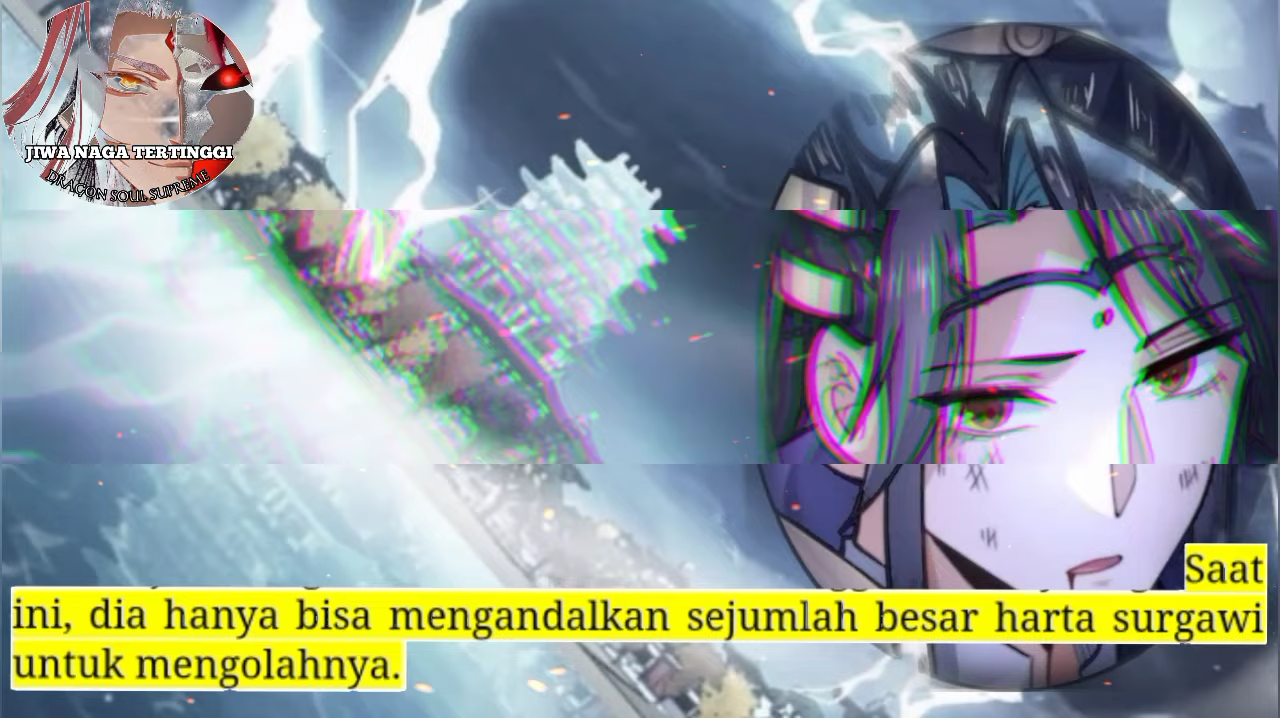 JIWA NAGA TERTINGGI
DRAGON SOUL SUPREME
Saat
ini, dia hanya bisa mengandalkan sejumlah besar harta surgawi
untuk mengolahnya.